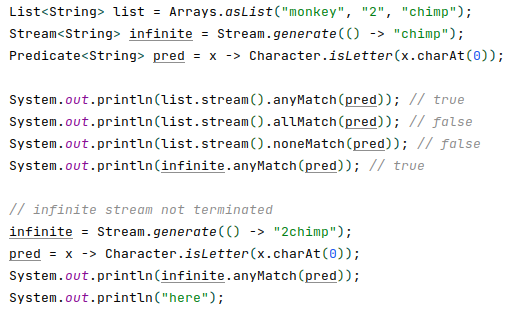 List<String> list = Arrays.asList("monkey", "2", "chimp");
Stream<String> infinite = Stream.generate(() -> "chimp");
Predicate<String> pred = x -> Character.isLetter(x.charAt(0));
System.out.println(list.stream().anyMatch(pred)); // true
System.out.println(list.stream().allMatch(pred)); // false
System.out.println(list.stream().noneMatch(pred)); // false
System.out.println(infinite.anyMatch(pred)); // true
// infinite stream not terminated
infinite = Stream.generate(() -> "2chimp");
pred = x -> Character.isLetter(x.charAt(0));
System.out.println(infinite.anyMatch(pred));
System.out.println("here");